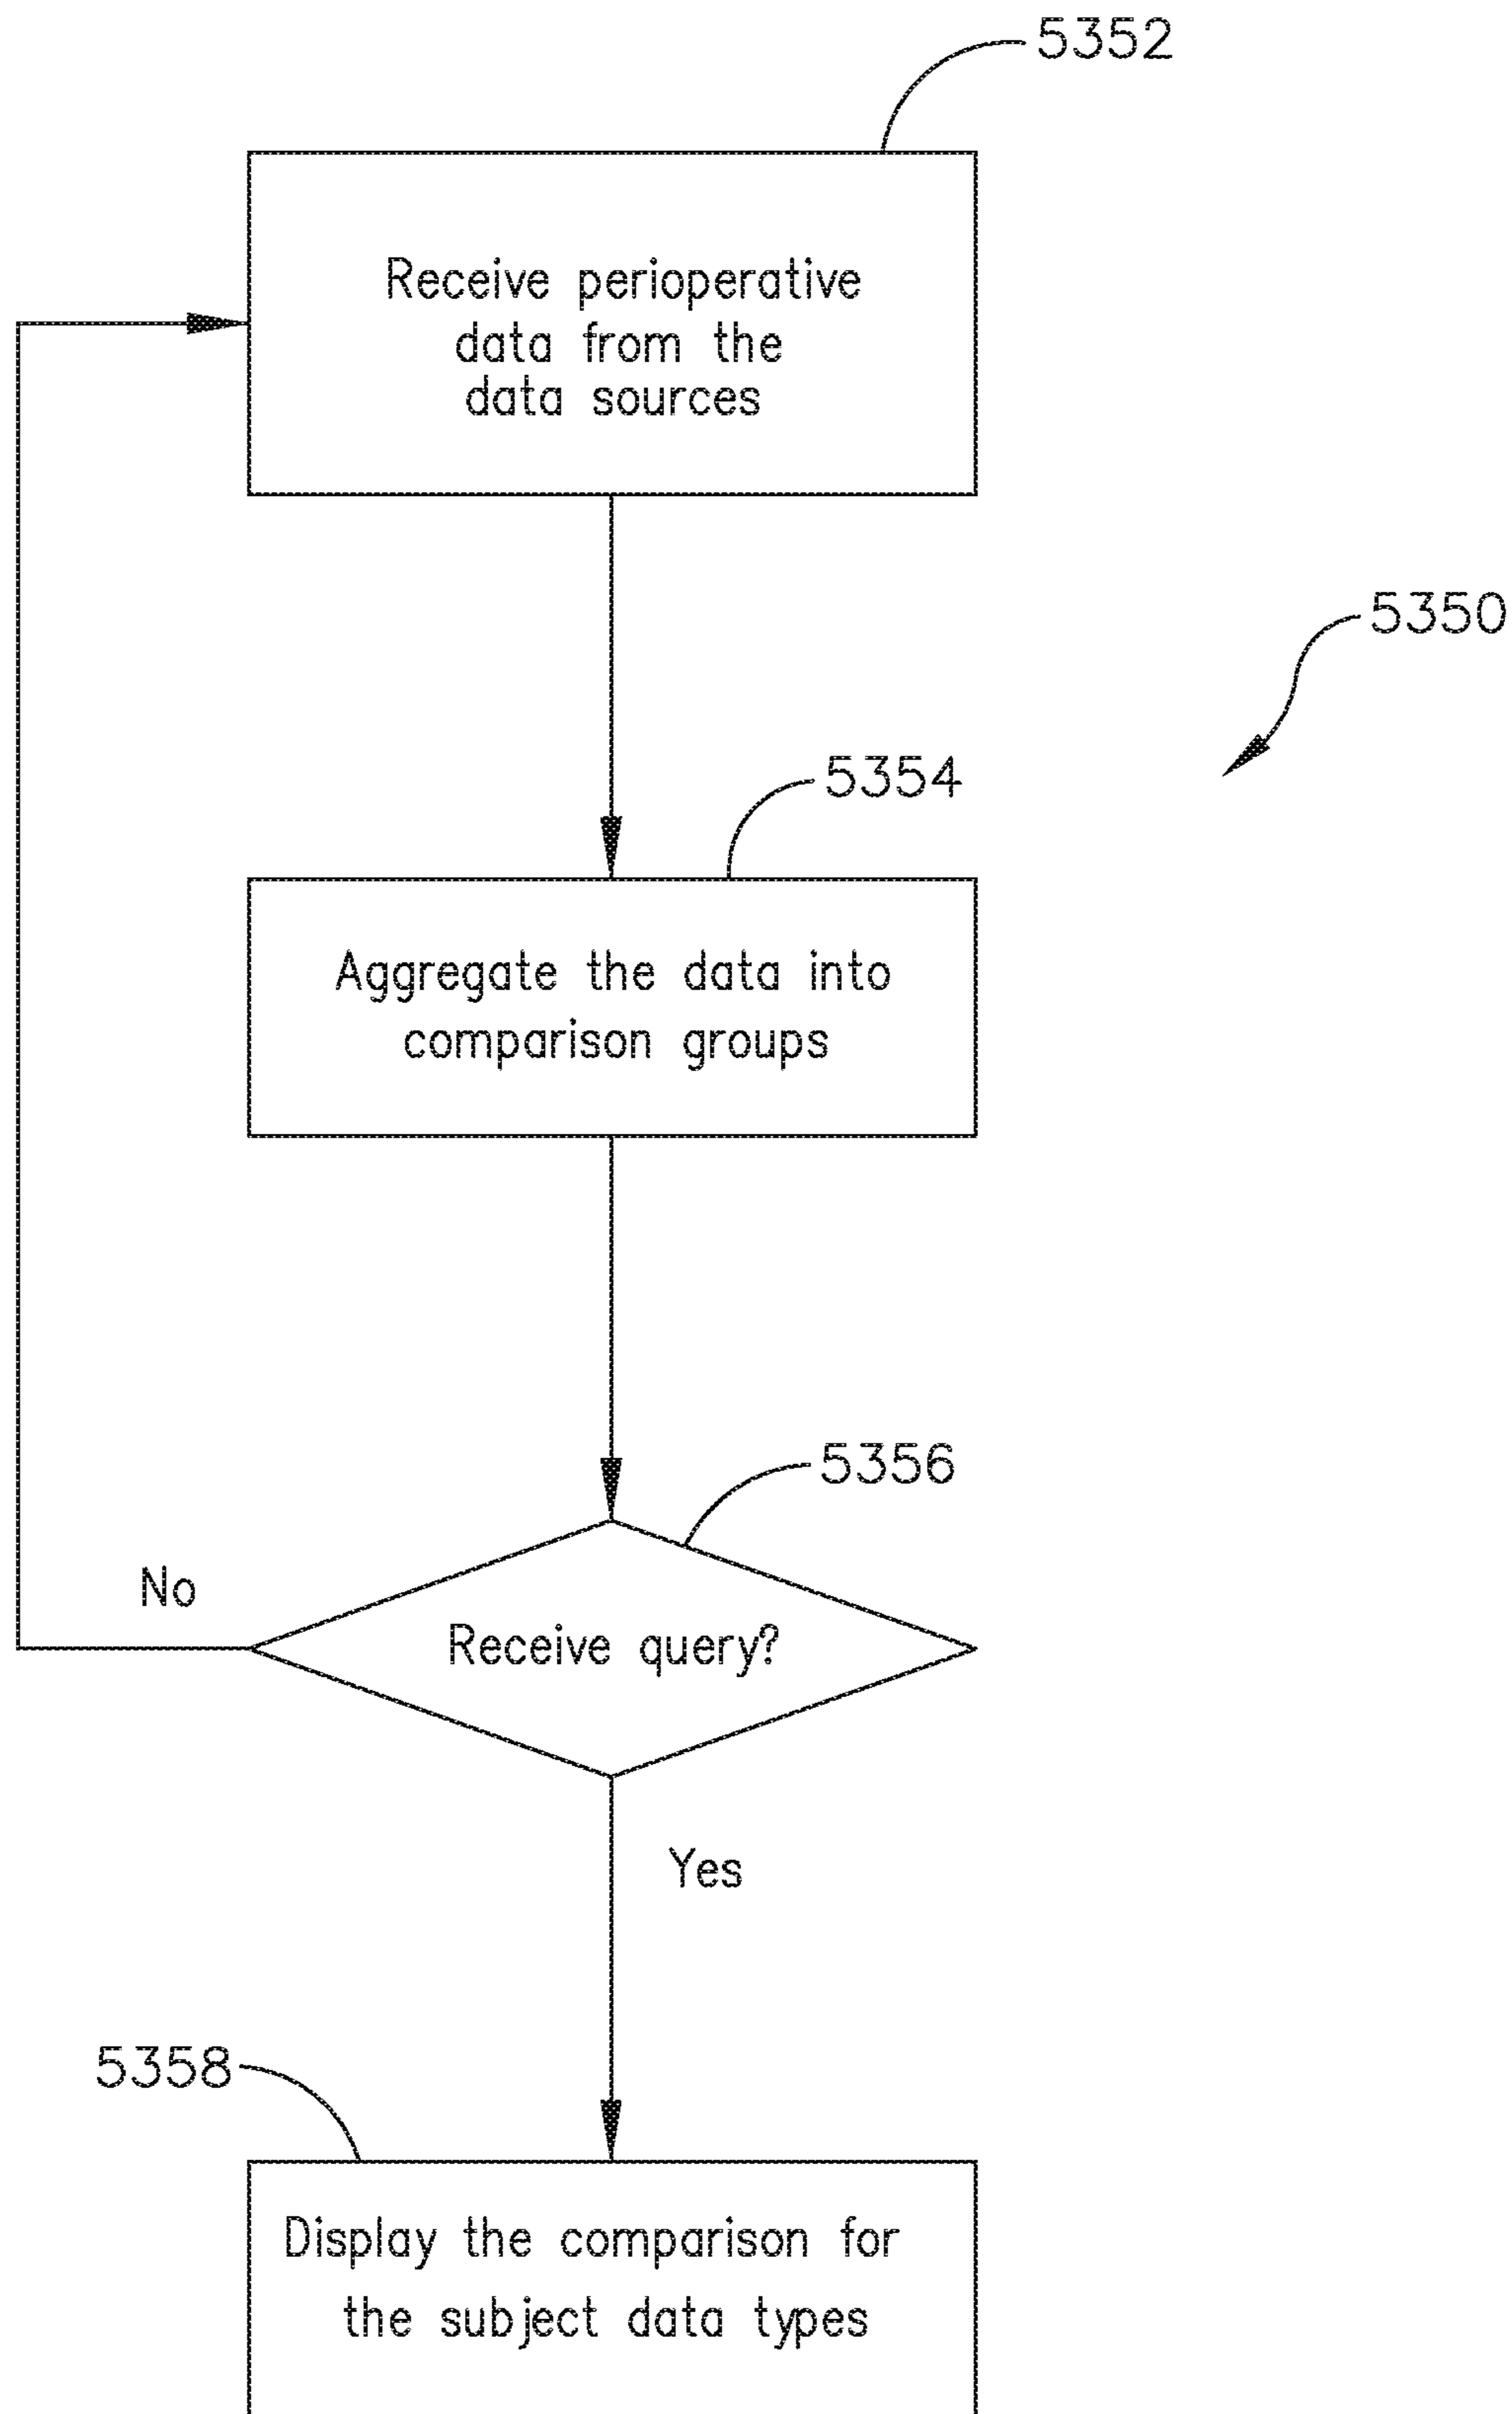 5352
Receive perioperative
data from the
data sources
5350
5354
Aggregate the data into
comparison groups
5356
No
Receive query?
Yes
5358
Display the comparison for
the subject data types